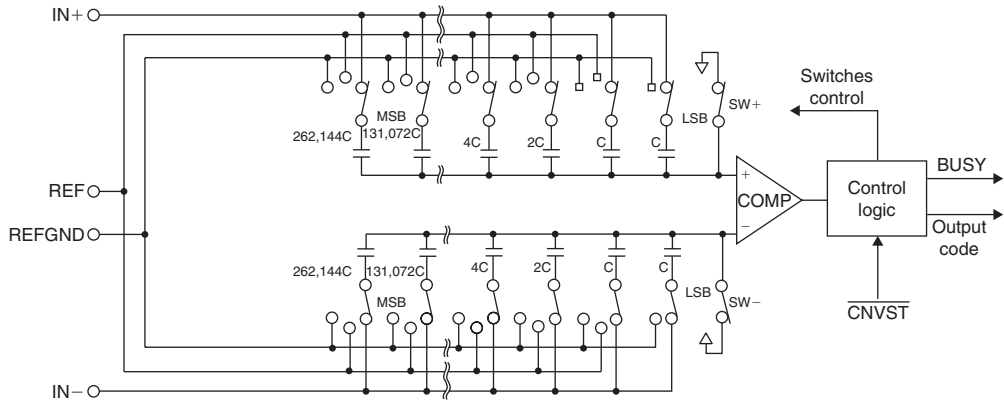 IN+
Switches
control
SW+
MSB
LSB
262,144C
131,072C
4C
2C
C
C
REF
BUSY
COMP
+
−
Control
logic
REFGND
Output
code
262,144C
131,072C
4C
2C
C
C
MSB
LSB
SW−
CNVST
IN−